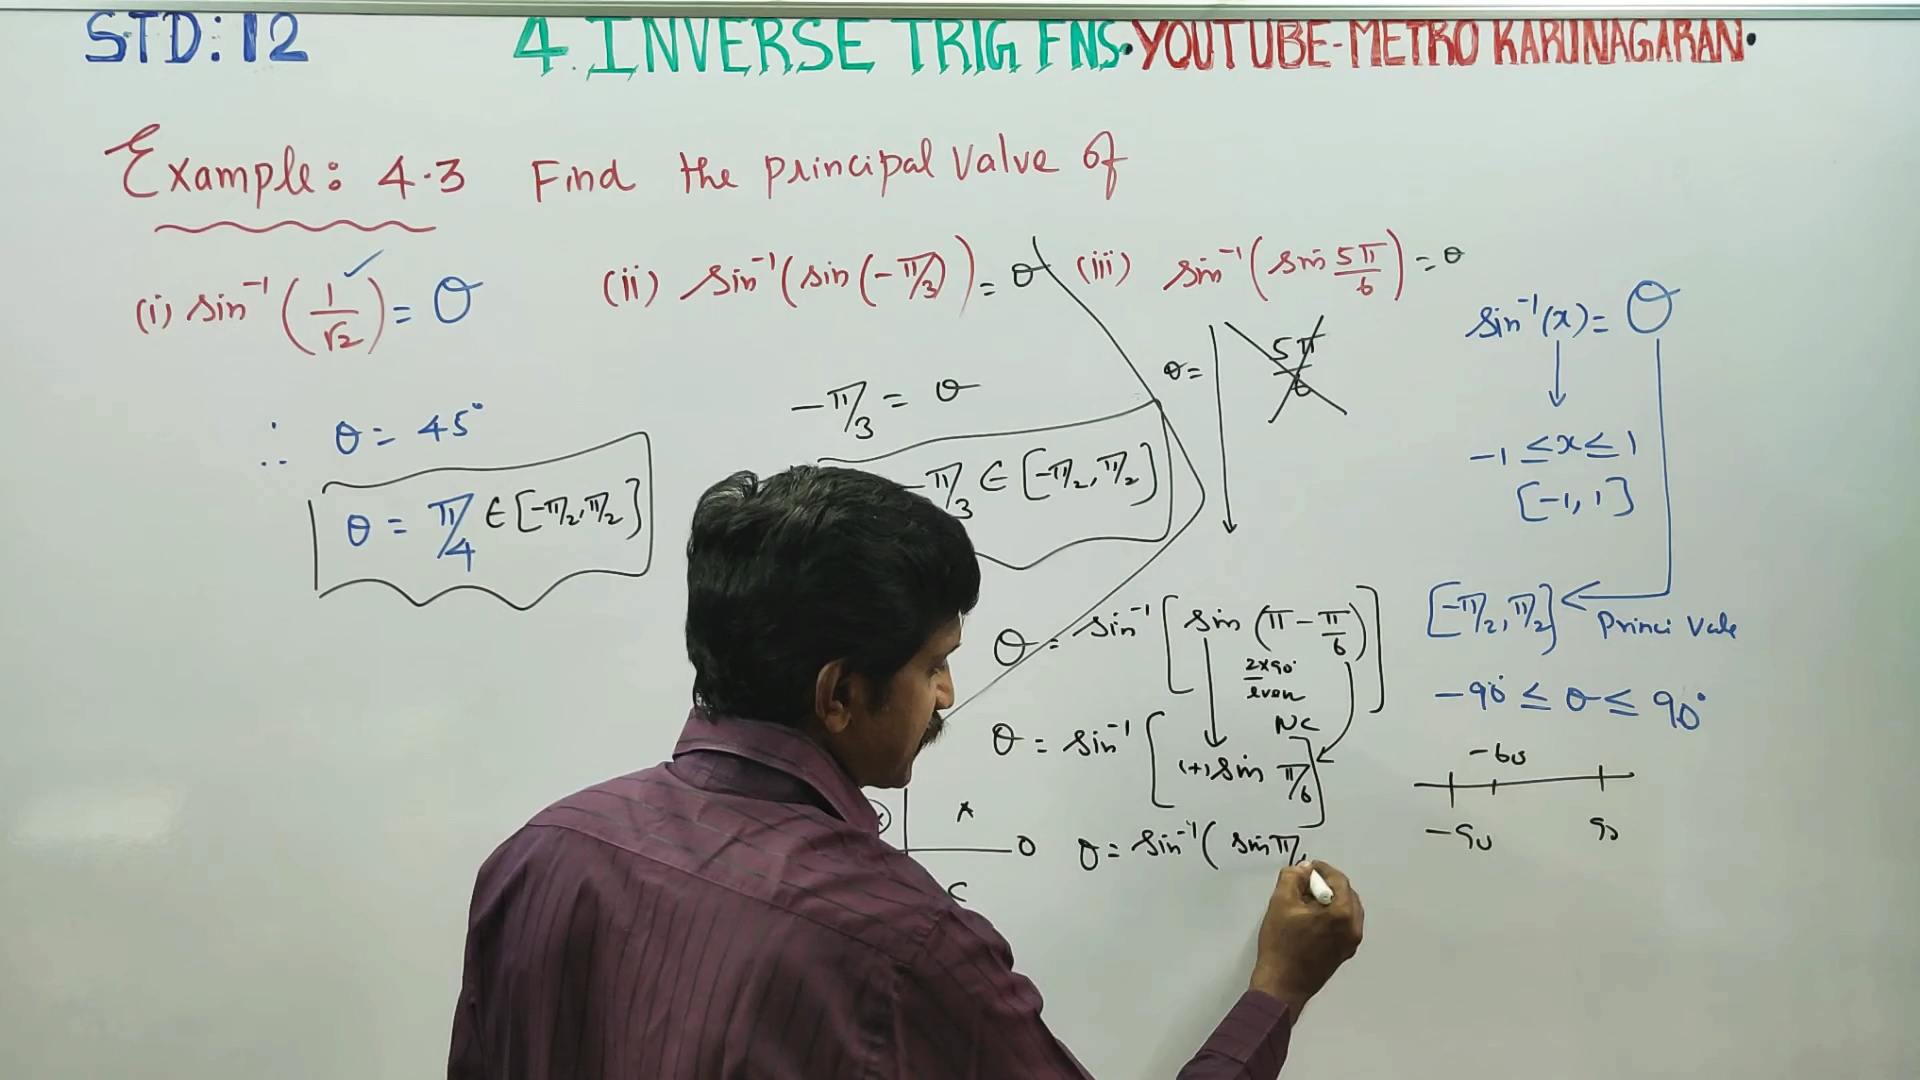 STD: 12 4. INVERSE TRIG FNS. YOUTUBE-METRO KARUNAGARAN.
Example: 4.3 Find the principal Value of
(i) sin⁻¹(1/√2) = θ
∴ θ = 45°
θ = π/4 ∈ [-π/2, π/2]
(ii) sin⁻¹(sin(-π/3)) = θ
-π/3 = θ
-π/3 ∈ [-π/2, π/2]
(iii) sin⁻¹(sin 5π/6) = θ
θ = 5π/6
θ = sin⁻¹[sin(π - π/6)]
2x90°
even
NC
θ = sin⁻¹[(+) sin π/6]
θ = sin⁻¹( sin π/
A
0
C
sin⁻¹(x) = θ
-1 ≤ x ≤ 1
[-1, 1]
[-π/2, π/2] Princi Vale
-90° ≤ θ ≤ 90°
-60
-90 90